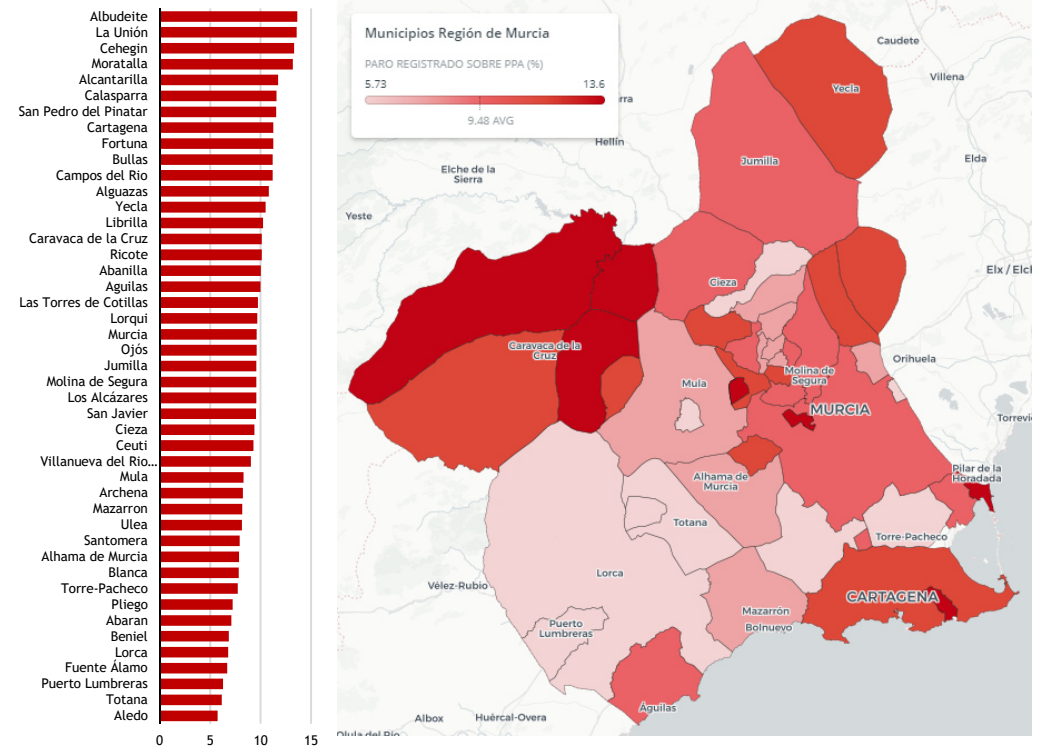 Albudeite
La Unión
Cehegin
Moratalla
Alcantarilla
Calasparra
San Pedro del Pinatar
Cartagena
Fortuna
Bullas
Campos del Rio
Alguazas
Yecla
Librilla
Caravaca de la Cruz
Ricote
Abanilla
Aguilas
Las Torres de Cotillas
Lorqui
Murcia
Ojós
Jumilla
Molina de Segura
Los Alcázares
San Javier
Cieza
Ceuti
Villanueva del Rio...
Mula
Archena
Mazarron
Ulea
Santomera
Alhama de Murcia
Blanca
Torre-Pacheco
Pliego
Abaran
Beniel
Lorca
Fuente Álamo
Puerto Lumbreras
Totana
Aledo
0 5 10 15
Municipios Región de Murcia
PARO REGISTRADO SOBRE PPA (%)
5.73 13.6
9.48 AVG
Caudete
Villena
Yecla
rra
Hellín
Jumilla
Elda
Elche de la
Sierra
Yeste
Elx / Elch
Cieza
Caravaca de la
Cruz
Orihuela
Molina de
Segura
Mula
MURCIA
Torrevie
Pilar de la
Horadada
Alhama de
Murcia
Totana
Torre-Pacheco
Lorca
Vélez-Rubio
CARTAGENA
Mazarrón
Bolnuevo
Puerto
Lumbreras
Águilas
Albox
Huércal-Overa
Olula del Río